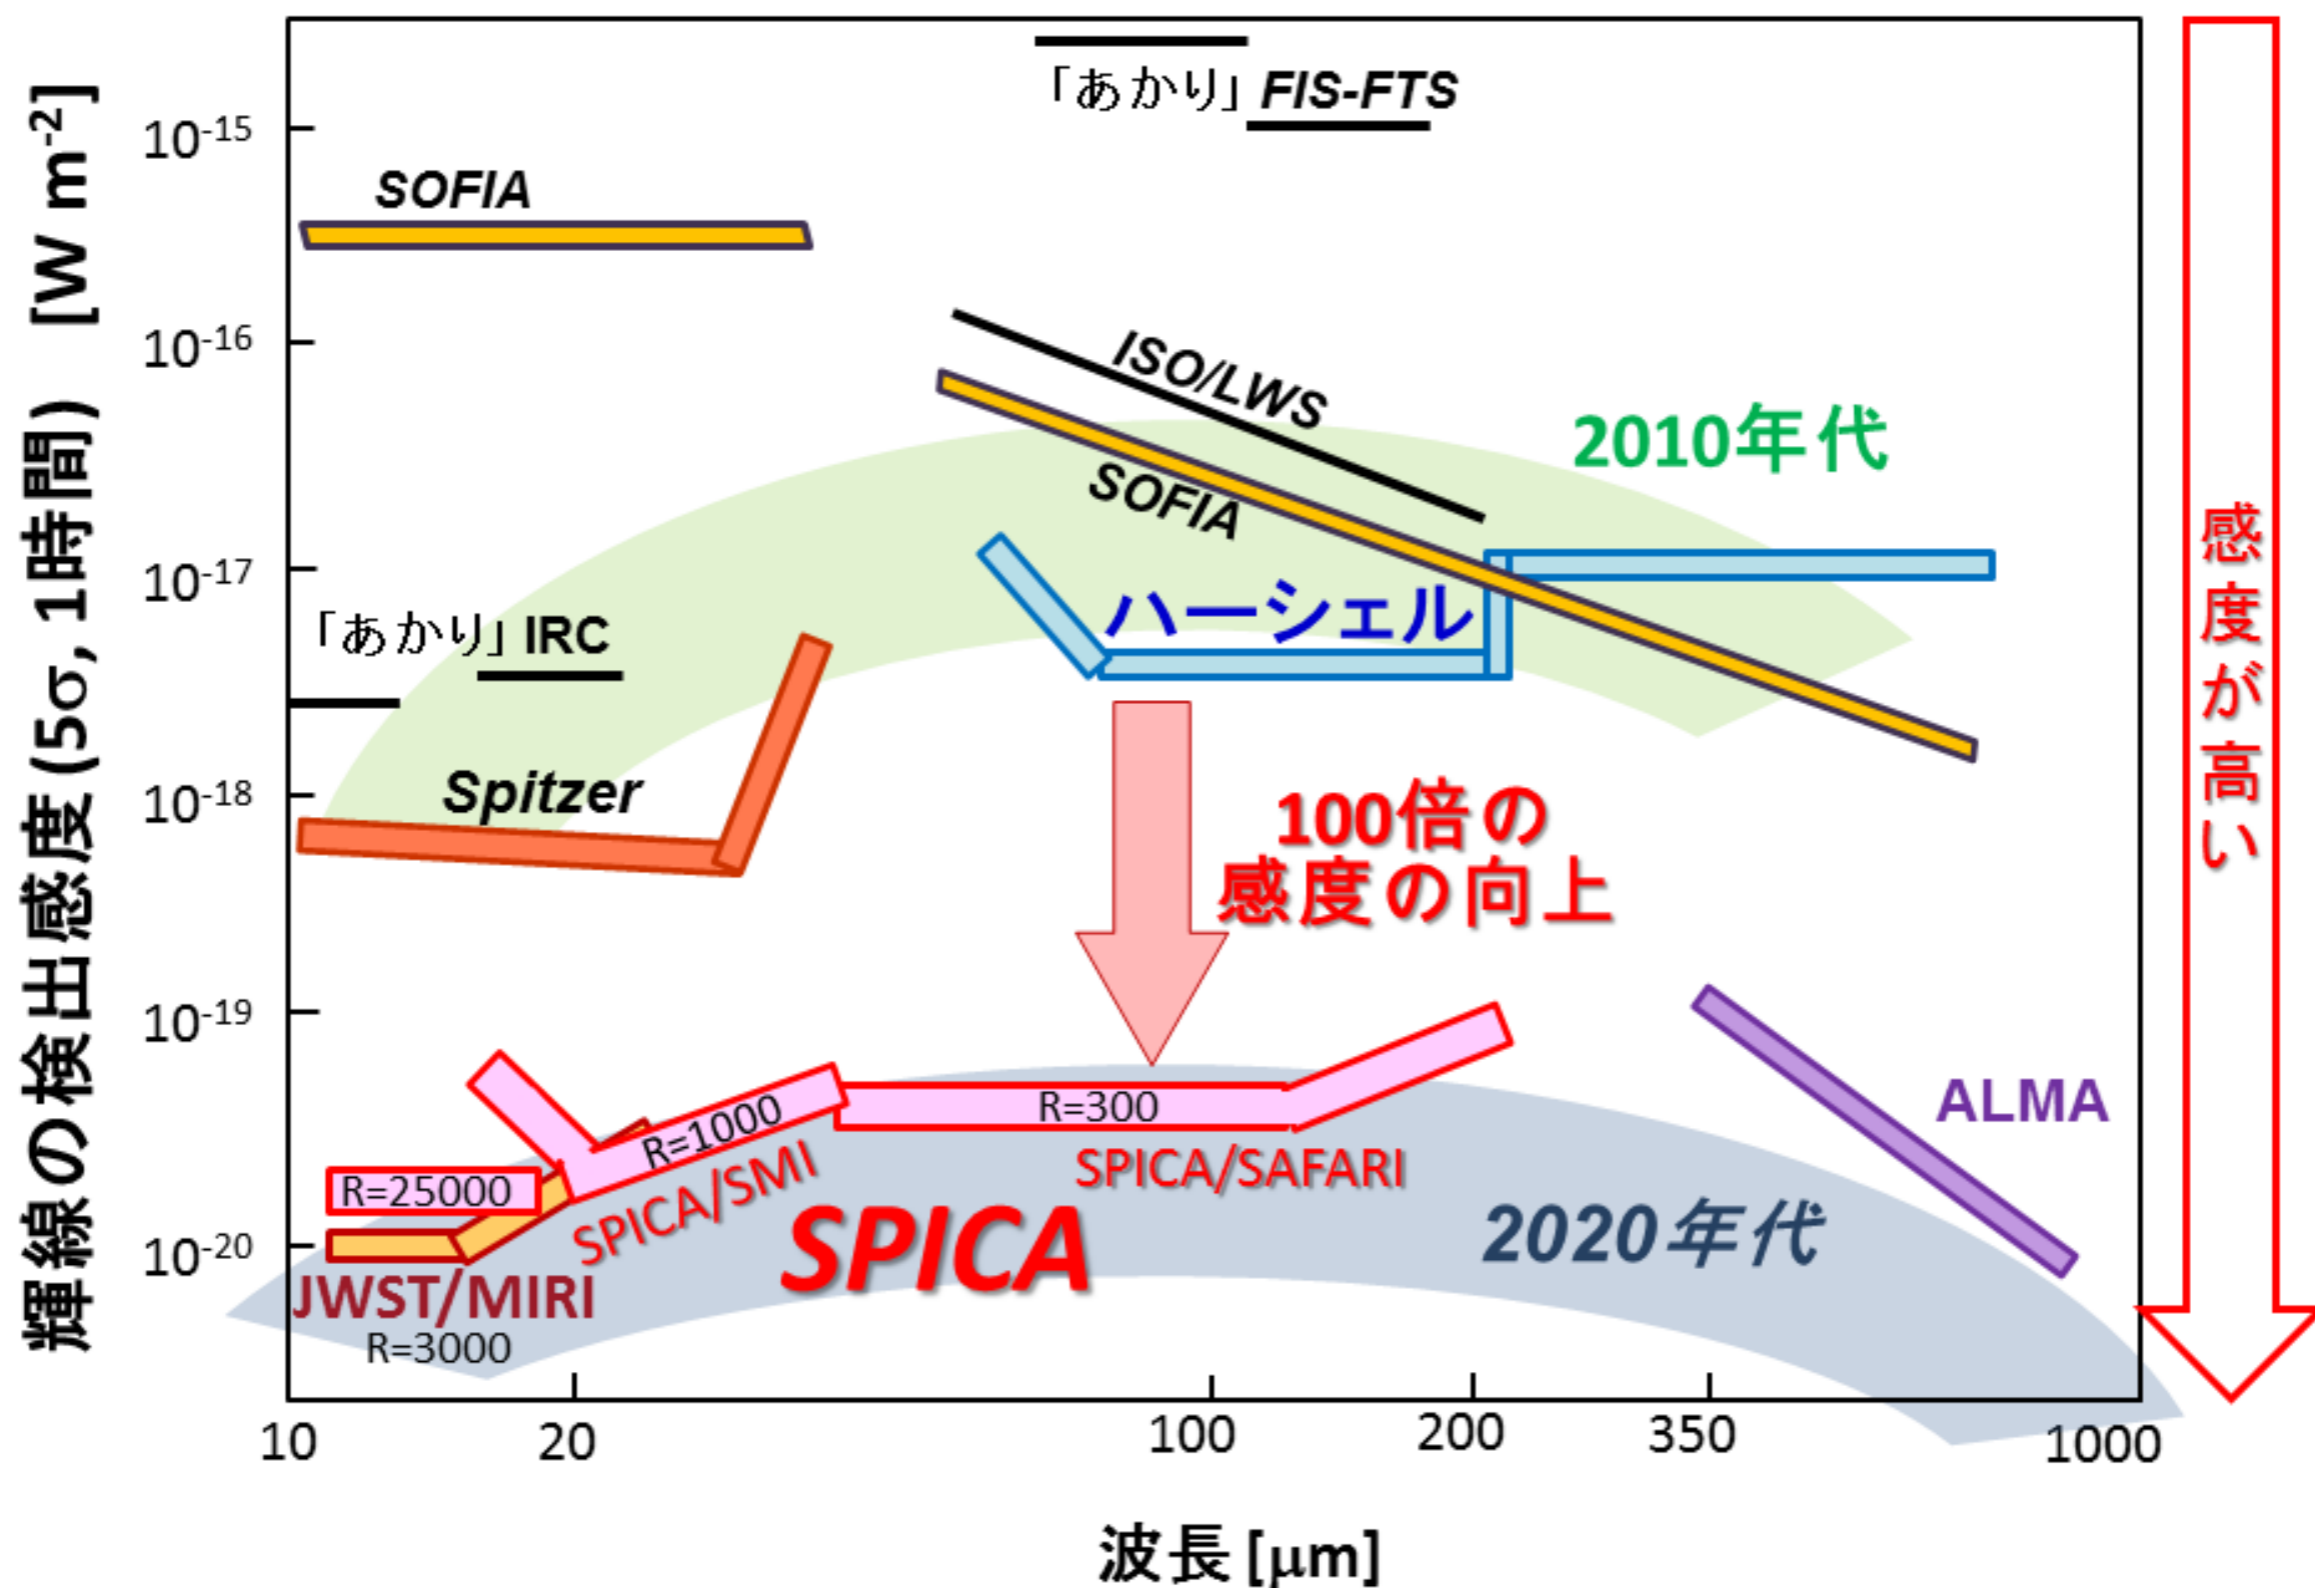 輝線の検出感度 (5σ, 1時間) [W m⁻²]
10⁻¹⁵
10⁻¹⁶
10⁻¹⁷
10⁻¹⁸
10⁻¹⁹
10⁻²⁰
「あかり」 FIS-FTS
SOFIA
ISO/LWS
SOFIA
2010年代
ハーシェル
「あかり」 IRC
Spitzer
100倍の
感度の向上
感度が高い
R=1000
R=300
R=25000
SPICA/SMI
SPICA/SAFARI
ALMA
SPICA
2020年代
JWST/MIRI
R=3000
10
20
100
200
350
1000
波長 [μm]